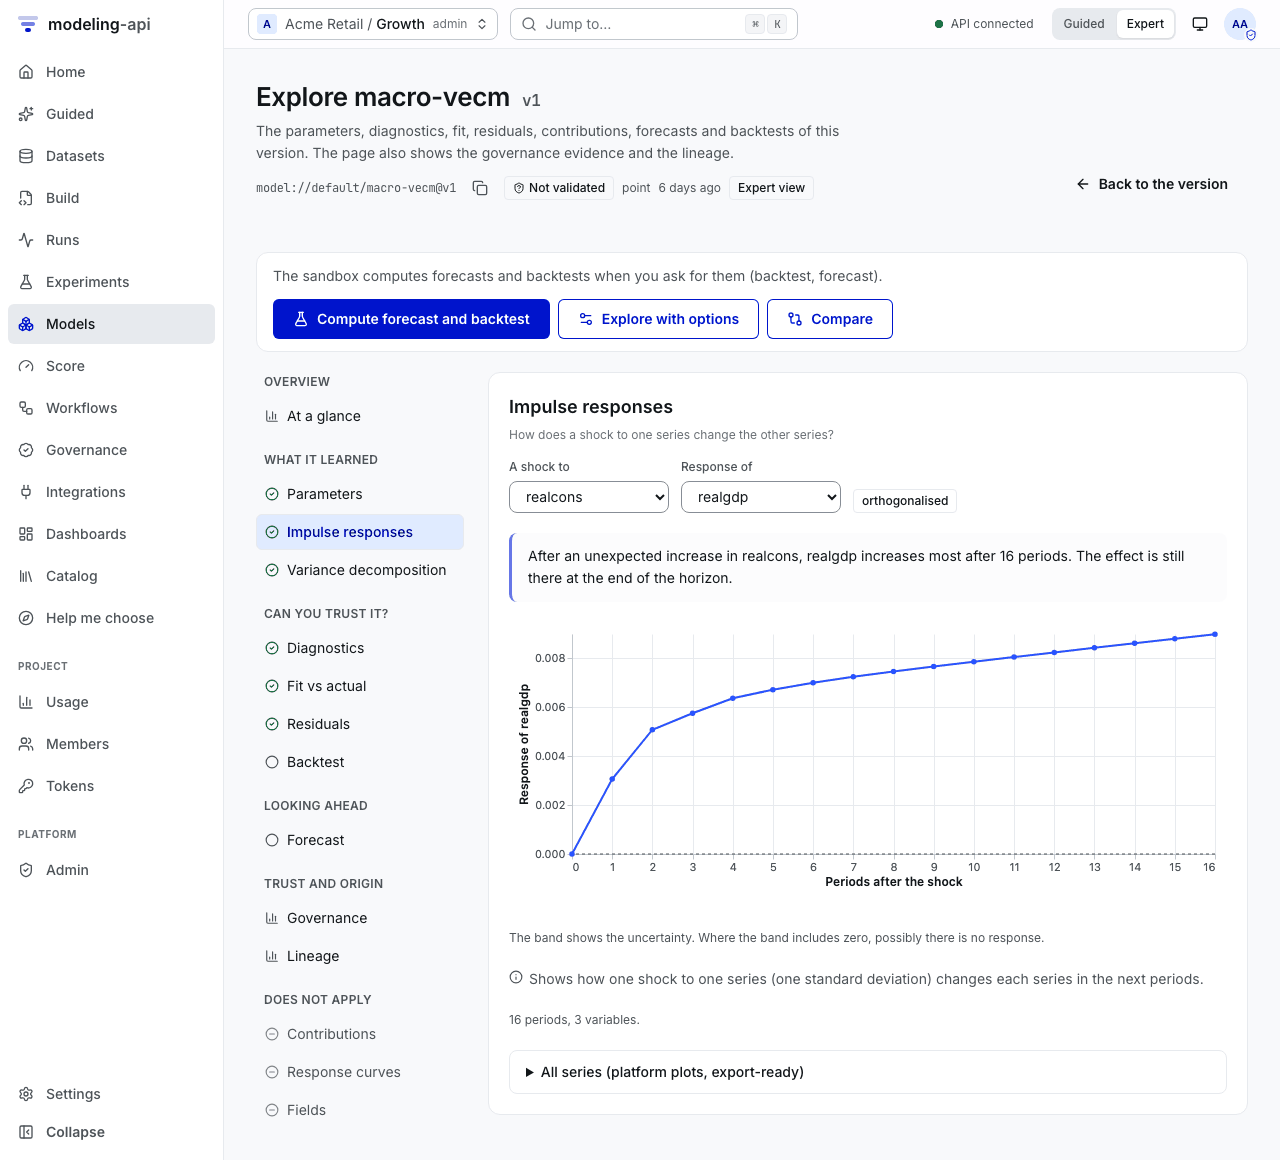 modeling-api
A Acme Retail / Growth admin
Jump to... ⌘ K
API connected
Guided Expert
AA
Home
Guided
Datasets
Build
Runs
Experiments
Models
Score
Workflows
Governance
Integrations
Dashboards
Catalog
Help me choose
PROJECT
Usage
Members
Tokens
PLATFORM
Admin
Settings
Collapse
Explore macro-vecm v1
The parameters, diagnostics, fit, residuals, contributions, forecasts and backtests of this
version. The page also shows the governance evidence and the lineage.
model://default/macro-vecm@v1 Not validated point 6 days ago Expert view
Back to the version
The sandbox computes forecasts and backtests when you ask for them (backtest, forecast).
Compute forecast and backtest Explore with options Compare
OVERVIEW
At a glance
WHAT IT LEARNED
Parameters
Impulse responses
Variance decomposition
CAN YOU TRUST IT?
Diagnostics
Fit vs actual
Residuals
Backtest
LOOKING AHEAD
Forecast
TRUST AND ORIGIN
Governance
Lineage
DOES NOT APPLY
Contributions
Response curves
Fields
Impulse responses
How does a shock to one series change the other series?
A shock to Response of
realcons realgdp orthogonalised
After an unexpected increase in realcons, realgdp increases most after 16 periods. The effect is still
there at the end of the horizon.
Response of realgdp
0.008
0.006
0.004
0.002
0.000
0 1 2 3 4 5 6 7 8 9 10 11 12 13 14 15 16
Periods after the shock
The band shows the uncertainty. Where the band includes zero, possibly there is no response.
Shows how one shock to one series (one standard deviation) changes each series in the next periods.
16 periods, 3 variables.
All series (platform plots, export-ready)